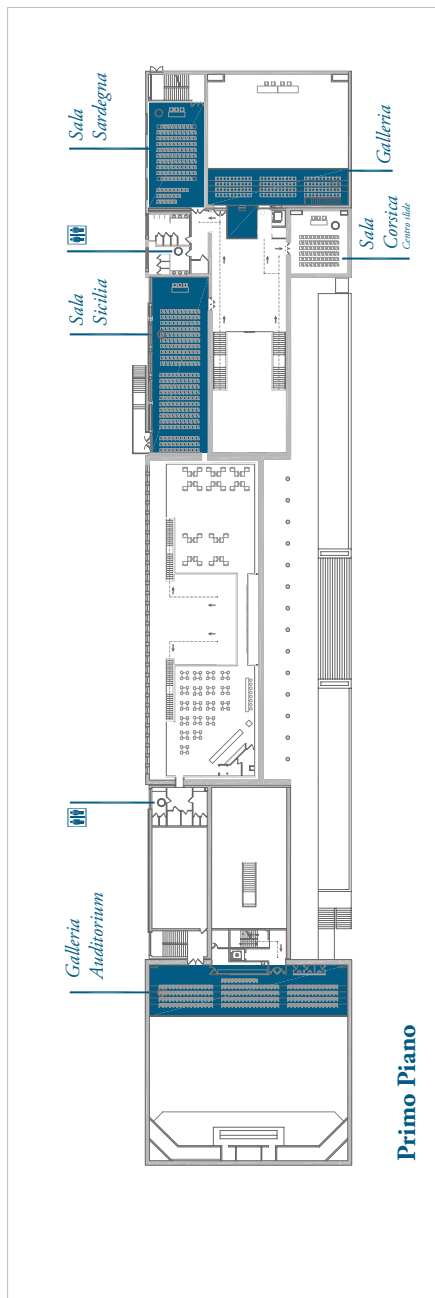 Sala
Sardegna
Galleria
Sala
Corsica
Centro slide
Sala
Sicilia
Galleria
Auditorium
Primo Piano